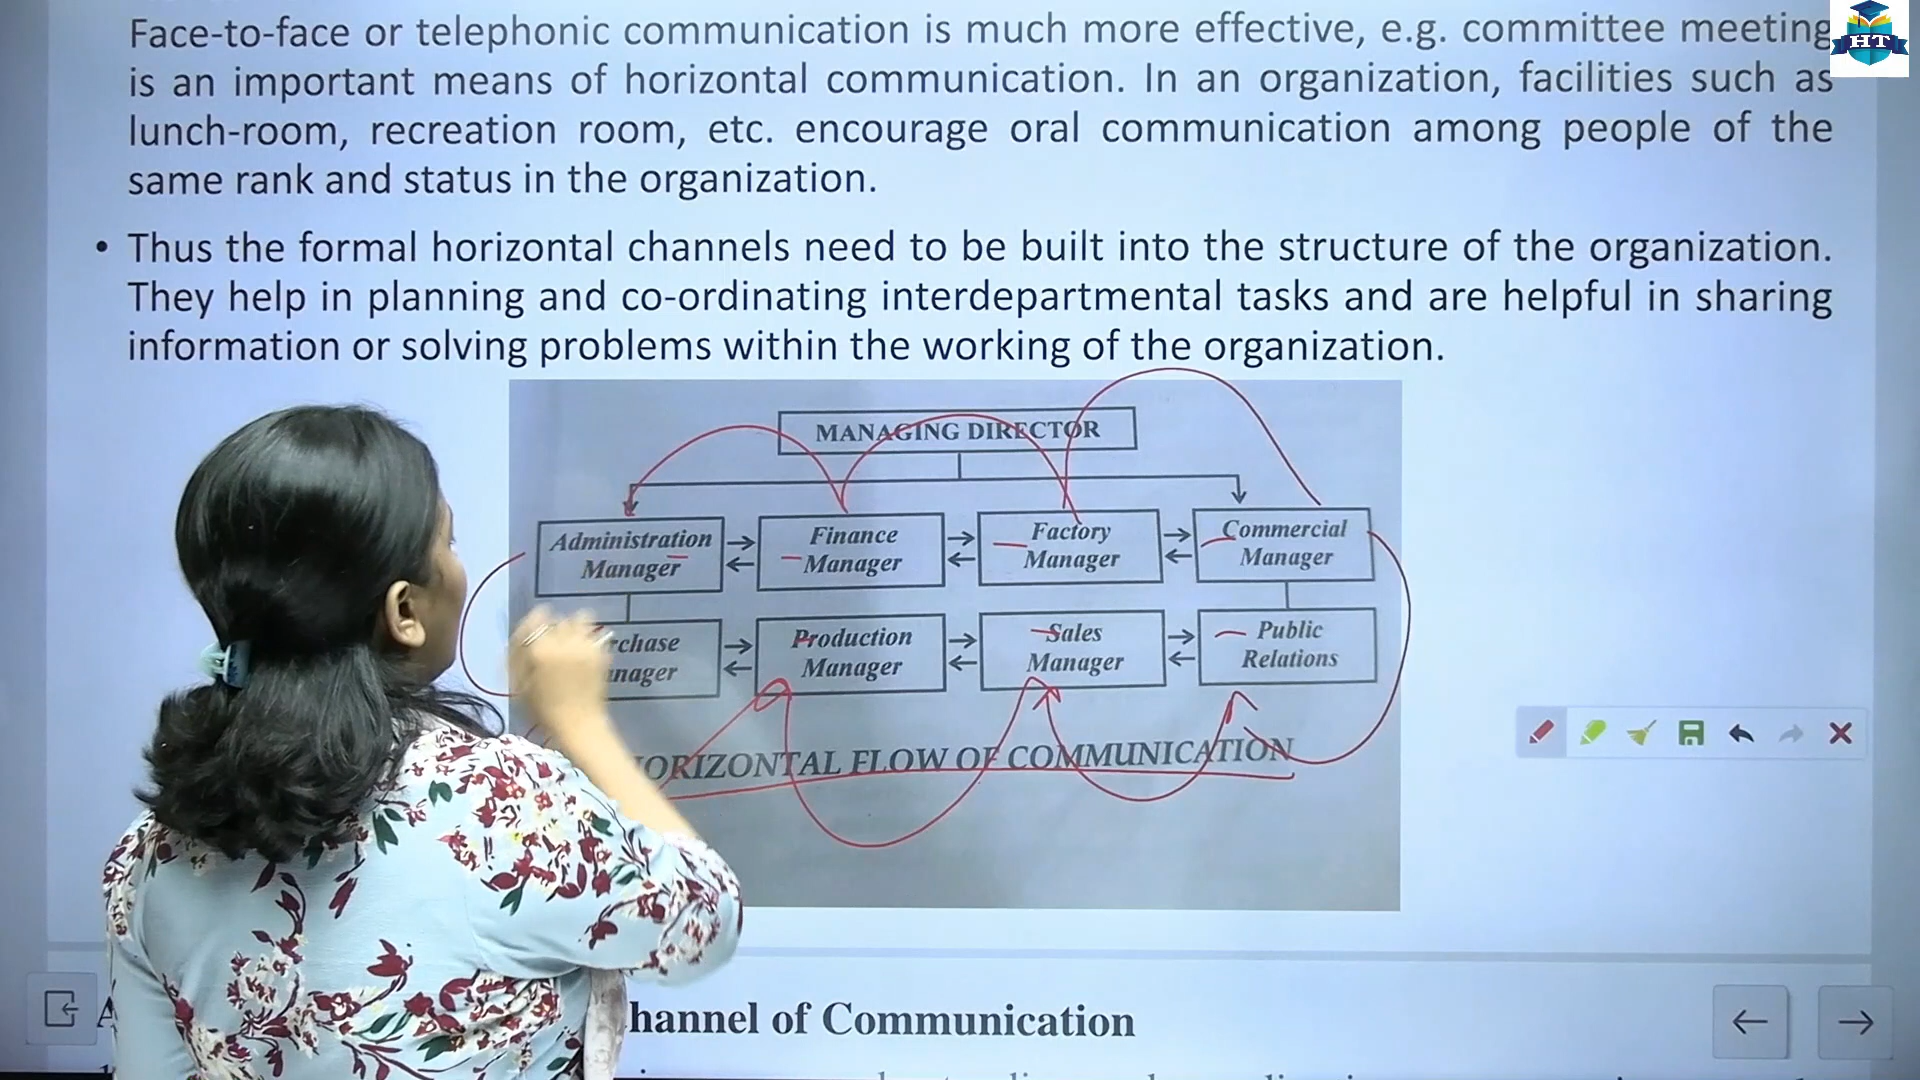 Face-to-face or telephonic communication is much more effective, e.g. committee meeting
is an important means of horizontal communication. In an organization, facilities such as
lunch-room, recreation room, etc. encourage oral communication among people of the
same rank and status in the organization.
• Thus the formal horizontal channels need to be built into the structure of the organization.
They help in planning and co-ordinating interdepartmental tasks and are helpful in sharing
information or solving problems within the working of the organization.
HT
MANAGING DIRECTOR
Administration
Manager
Finance
Manager
Factory
Manager
Commercial
Manager
Production
Manager
Sales
Manager
Public
Relations
FLOW OF COMMUNICATION
of Communication